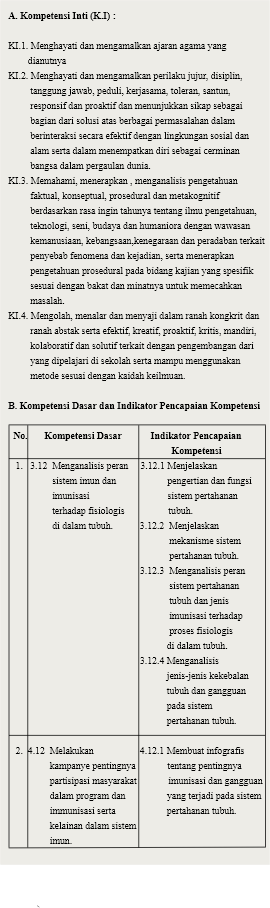 A. Kompetensi Inti (K.I) :
KI.1. Menghayati dan mengamalkan ajaran agama yang
dianutnya
KI.2. Menghayati dan mengamalkan perilaku jujur, disiplin,
tanggung jawab, peduli, kerjasama, toleran, santun,
responsif dan proaktif dan menunjukkan sikap sebagai
bagian dari solusi atas berbagai permasalahan dalam
berinteraksi secara efektif dengan lingkungan sosial dan
alam serta dalam menempatkan diri sebagai cerminan
bangsa dalam pergaulan dunia.
KI.3. Memahami, menerapkan , menganalisis pengetahuan
faktual, konseptual, prosedural dan metakognitif
berdasarkan rasa ingin tahunya tentang ilmu pengetahuan,
teknologi, seni, budaya dan humaniora dengan wawasan
kemanusiaan, kebangsaan,kenegaraan dan peradaban terkait
penyebab fenomena dan kejadian, serta menerapkan
pengetahuan prosedural pada bidang kajian yang spesifik
sesuai dengan bakat dan minatnya untuk memecahkan
masalah.
KI.4. Mengolah, menalar dan menyaji dalam ranah kongkrit dan
ranah abstak serta efektif, kreatif, proaktif, kritis, mandiri,
kolaboratif dan solutif terkait dengan pengembangan dari
yang dipelajari di sekolah serta mampu menggunakan
metode sesuai dengan kaidah keilmuan.
B. Kompetensi Dasar dan Indikator Pencapaian Kompetensi
No. Kompetensi Dasar Indikator Pencapaian
Kompetensi
1. 3.12 Menganalisis peran
sistem imun dan
imunisasi
terhadap fisiologis
di dalam tubuh.
3.12.1 Menjelaskan
pengertian dan fungsi
sistem pertahanan
tubuh.
3.12.2 Menjelaskan
mekanisme sistem
pertahanan tubuh.
3.12.3 Menganalisis peran
sistem pertahanan
tubuh dan jenis
imunisasi terhadap
proses fisiologis
di dalam tubuh.
3.12.4 Menganalisis
jenis-jenis kekebalan
tubuh dan gangguan
pada sistem
pertahanan tubuh.
2. 4.12 Melakukan
kampanye pentingnya
partisipasi masyarakat
dalam program dan
immunisasi serta
kelainan dalam sistem
imun.
4.12.1 Membuat infografis
tentang pentingnya
imunisasi dan gangguan
yang terjadi pada sistem
pertahanan tubuh.